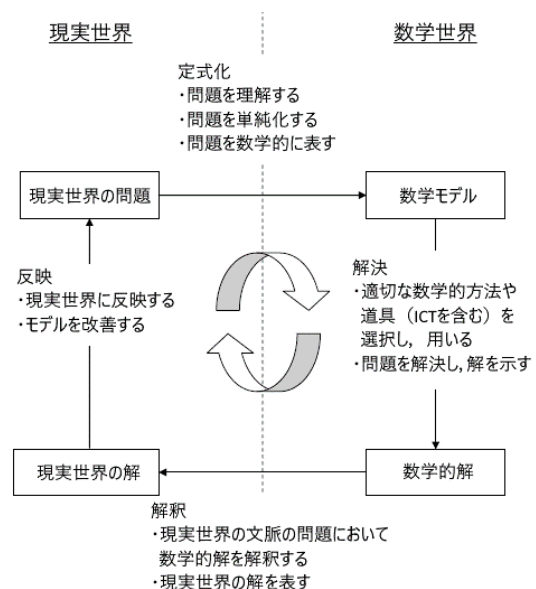 現実世界
数学世界
定式化
・問題を理解する
・問題を単純化する
・問題を数学的に表す
現実世界の問題
数学モデル
反映
・現実世界に反映する
・モデルを改善する
解決
・適切な数学的方法や
道具（ICTを含む）を
選択し，用いる
・問題を解決し，解を示す
現実世界の解
数学的解
解釈
・現実世界の文脈の問題において
数学的解を解釈する
・現実世界の解を表す